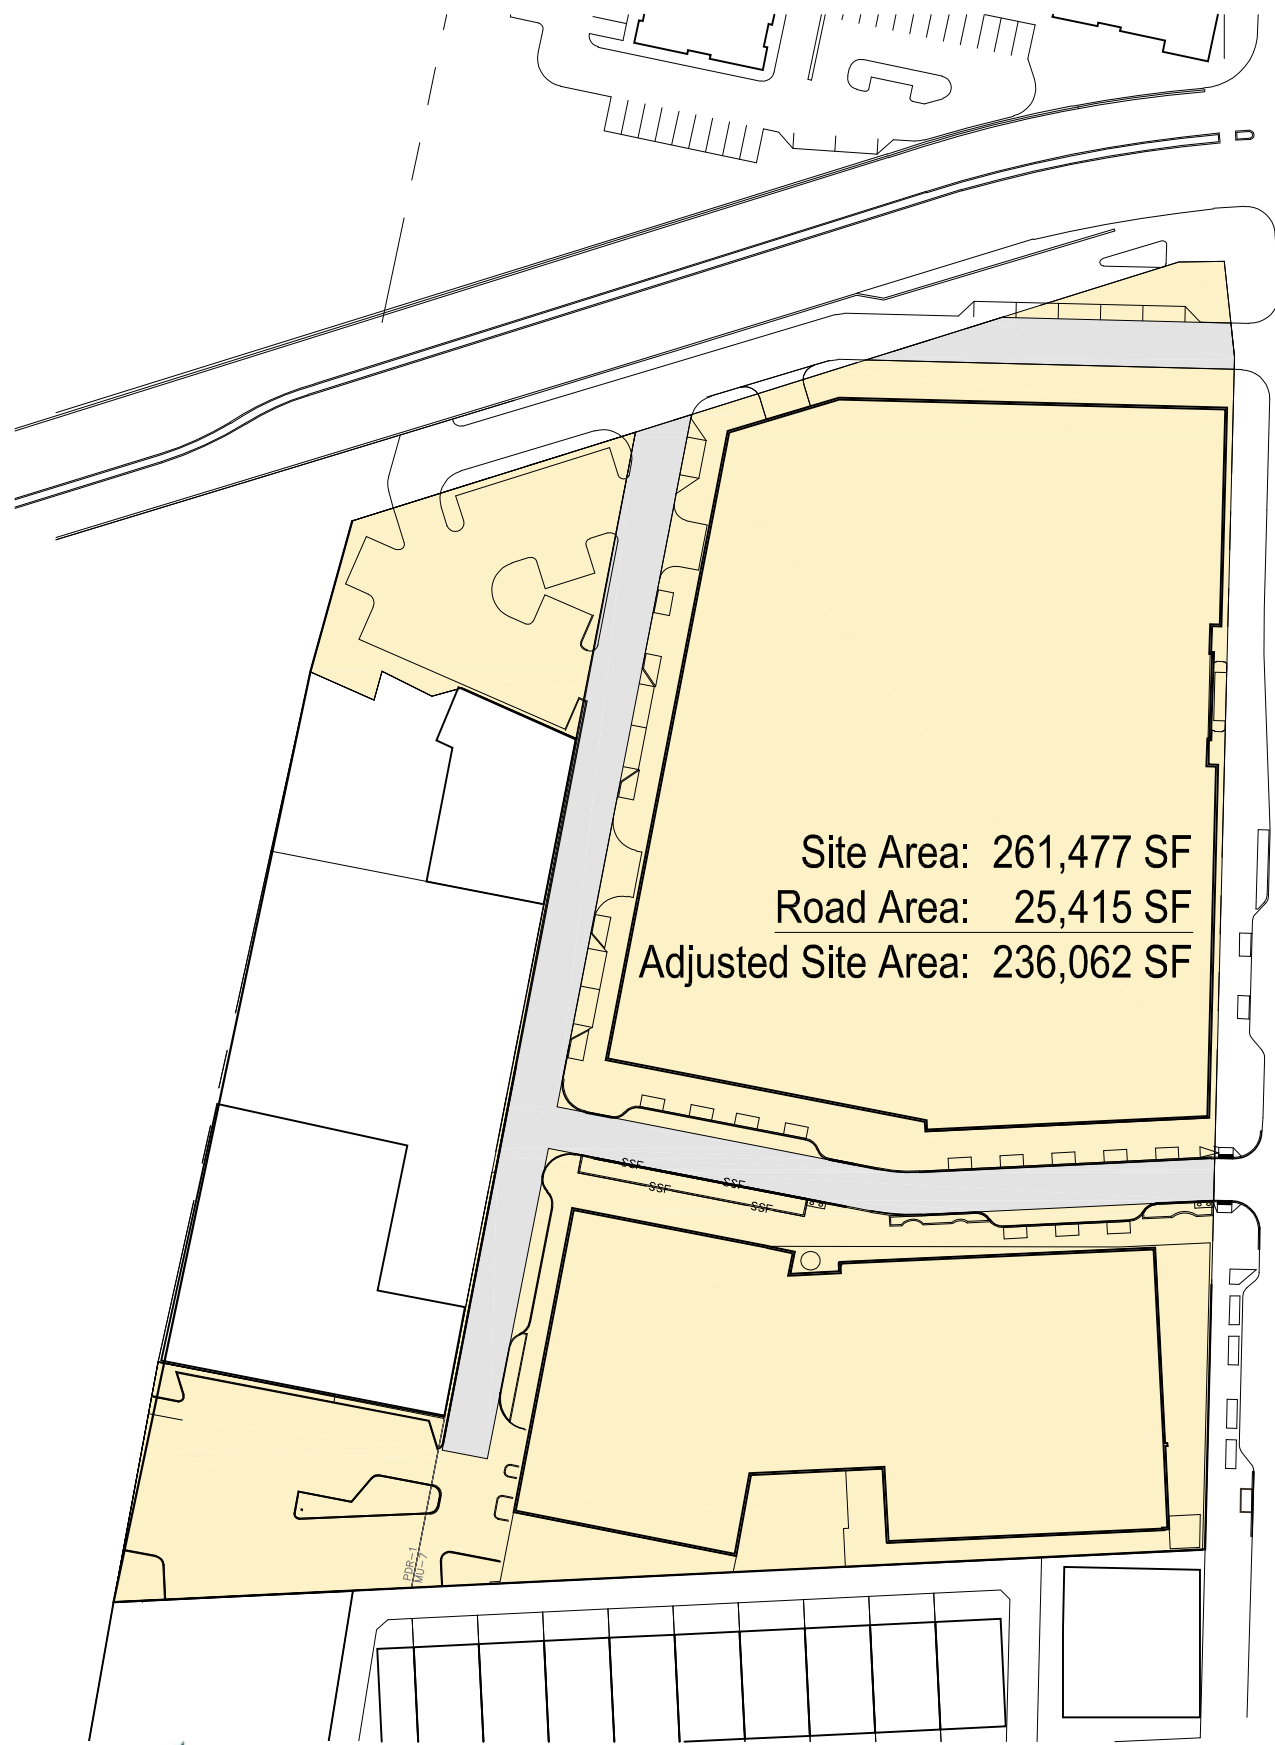 Site Area: 261,477 SF
Road Area: 25,415 SF
Adjusted Site Area: 236,062 SF
SSF
SSF
SSF
SSF
PDR-1
MU-7